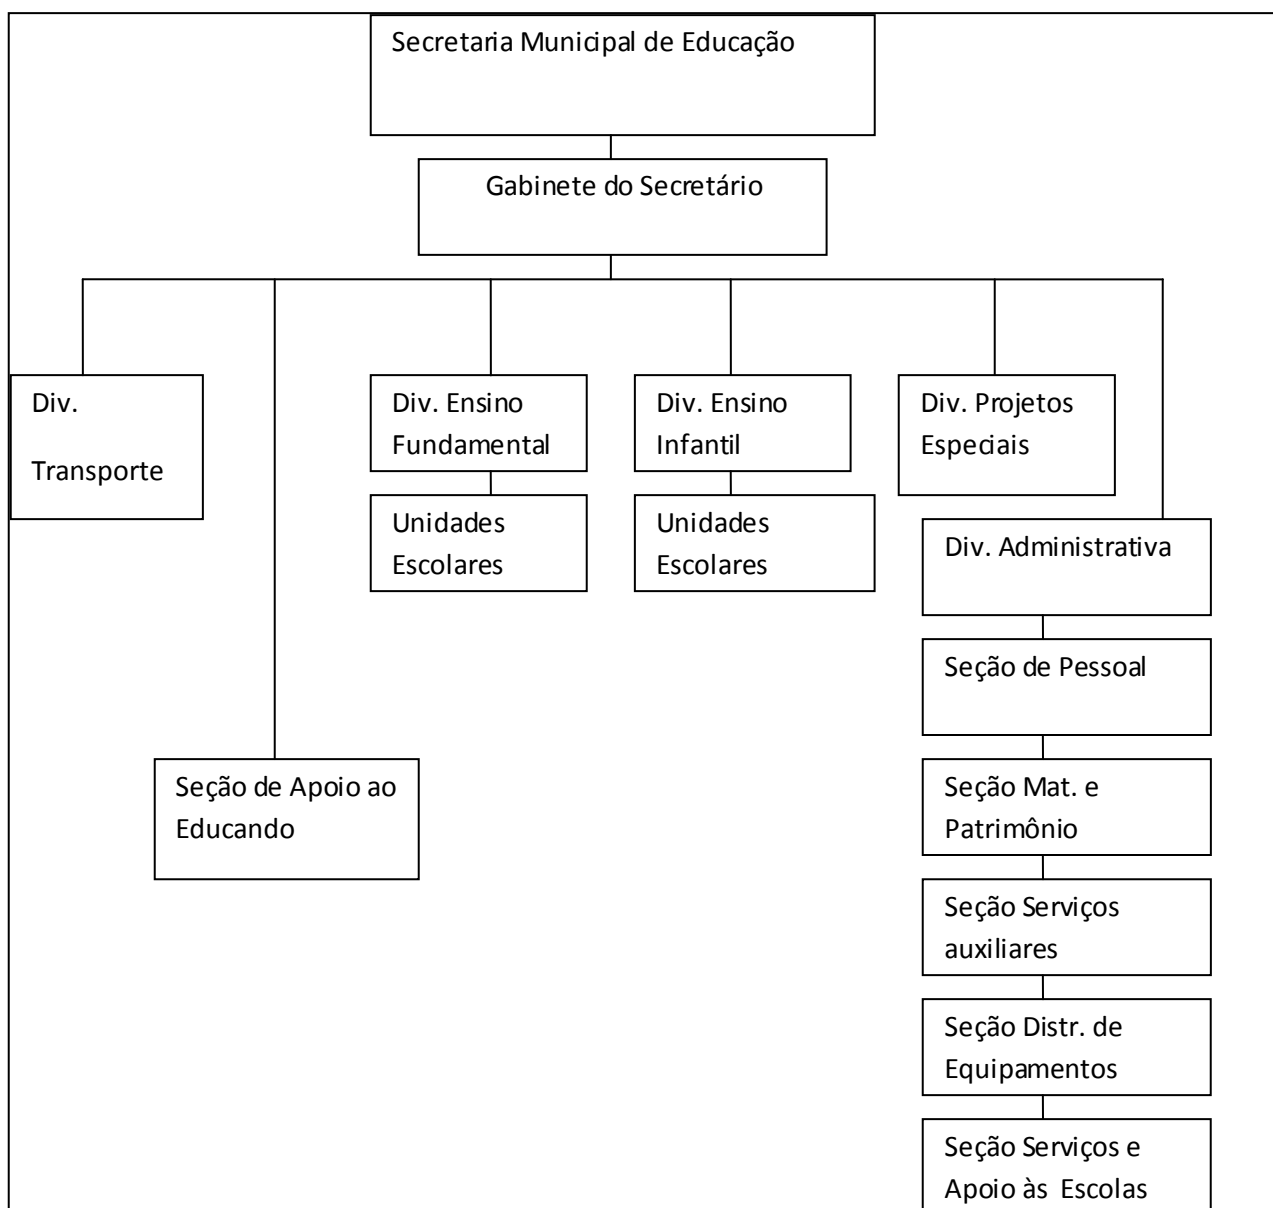 Secretaria Municipal de Educação
Gabinete do Secretário
Div.
Transporte
Div. Ensino
Fundamental
Div. Ensino
Infantil
Div. Projetos
Especiais
Unidades
Escolares
Unidades
Escolares
Div. Administrativa
Seção de Pessoal
Seção de Apoio ao
Educando
Seção Mat. e
Patrimônio
Seção Serviços
auxiliares
Seção Distr. de
Equipamentos
Seção Serviços e
Apoio às Escolas